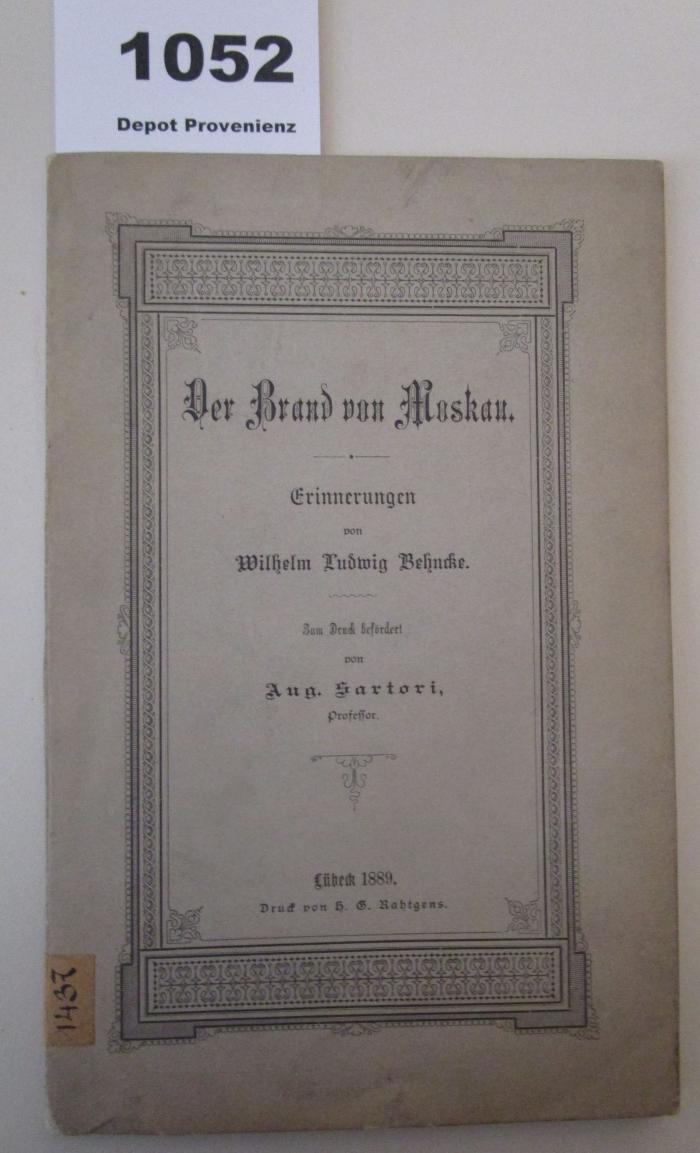 1052
Depot Provenienz
Der Brand von Moskau.
Erinnerungen
von
Wilhelm Ludwig Behncke.
Zum Druck befördert
von
Aug. Sartori,
Professor.
Lübeck 1889.
Druck von H. G. Rahtgens.
1437